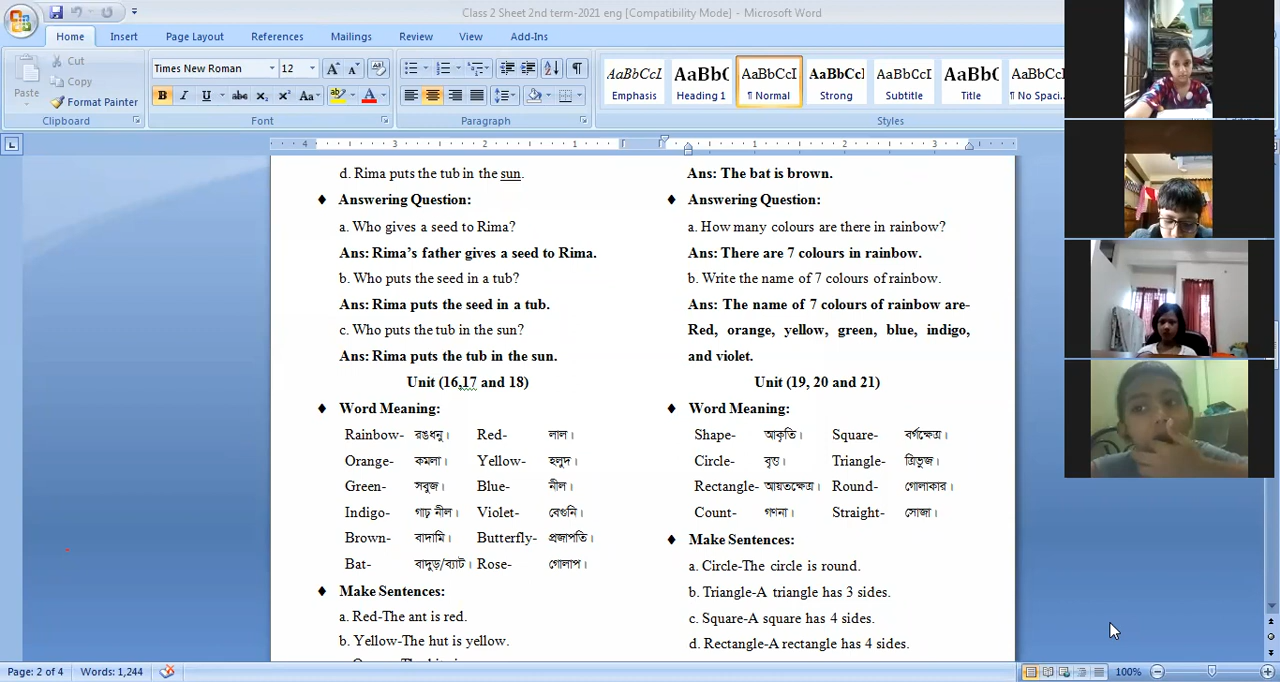 Class 2 Sheet 2nd term-2021 eng [Compatibility Mode] - Microsoft Word
Home Insert Page Layout References Mailings Review View Add-Ins
Paste
Cut
Copy
Format Painter
Clipboard
Times New Roman 12
Font
Paragraph
AaBbCcI AaBbC AaBbCcI AaBbCcl AaBbCcI AaBbC AaBbCcI
Emphasis Heading 1 ¶ Normal Strong Subtitle Title ¶ No Spaci...
Styles
4 3 2 1 1 2 3
d. Rima puts the tub in the sun.
Answering Question:
a. Who gives a seed to Rima?
Ans: Rima's father gives a seed to Rima.
b. Who puts the seed in a tub?
Ans: Rima puts the seed in a tub.
c. Who puts the tub in the sun?
Ans: Rima puts the tub in the sun.
Unit (16,17 and 18)
Word Meaning:
Rainbow- রঙধনু। Red- লাল।
Orange- কমলা। Yellow- হলুদ।
Green- সবুজ। Blue- নীল।
Indigo- গাঢ় নীল। Violet- বেগুনি।
Brown- বাদামি। Butterfly- প্রজাপতি।
Bat- বাদুড়/ব্যাট। Rose- গোলাপ।
Make Sentences:
a. Red-The ant is red.
b. Yellow-The hut is yellow.
Ans: The bat is brown.
Answering Question:
a. How many colours are there in rainbow?
Ans: There are 7 colours in rainbow.
b. Write the name of 7 colours of rainbow.
Ans: The name of 7 colours of rainbow are-
Red, orange, yellow, green, blue, indigo,
and violet.
Unit (19, 20 and 21)
Word Meaning:
Shape- আকৃতি। Square- বর্গক্ষেত্র।
Circle- বৃত্ত। Triangle- ত্রিভুজ।
Rectangle- আয়তক্ষেত্র। Round- গোলাকার।
Count- গণনা। Straight- সোজা।
Make Sentences:
a. Circle-The circle is round.
b. Triangle-A triangle has 3 sides.
c. Square-A square has 4 sides.
d. Rectangle-A rectangle has 4 sides.
Page: 2 of 4 Words: 1,244 100%